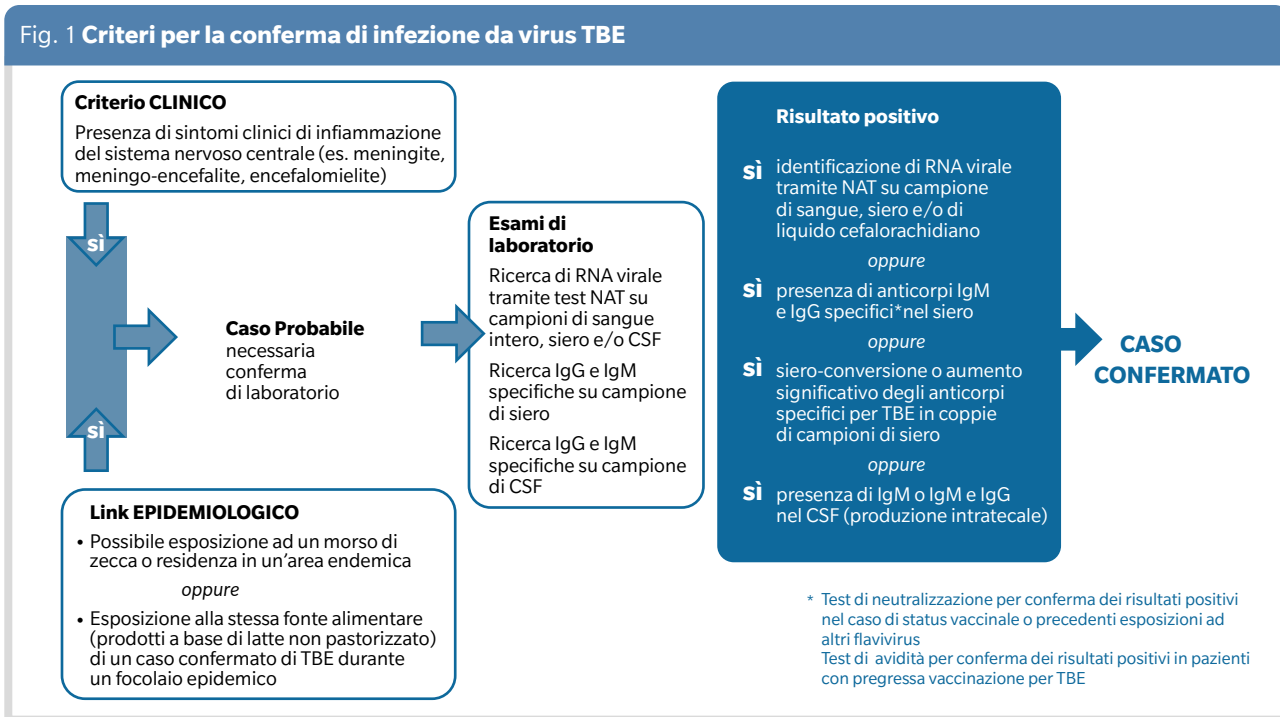 Fig. 1 Criteri per la conferma di infezione da virus TBE
Criterio CLINICO
Presenza di sintomi clinici di infiammazione
del sistema nervoso centrale (es. meningite,
meningo-encefalite, encefalomielite)
sì
sì
Link EPIDEMIOLOGICO
• Possibile esposizione ad un morso di
zecca o residenza in un'area endemica
oppure
• Esposizione alla stessa fonte alimentare
(prodotti a base di latte non pastorizzato)
di un caso confermato di TBE durante
un focolaio epidemico
Caso Probabile
necessaria
conferma
di laboratorio
Esami di
laboratorio
Ricerca di RNA virale
tramite test NAT su
campioni di sangue
intero, siero e/o CSF
Ricerca IgG e IgM
specifiche su campione
di siero
Ricerca IgG e IgM
specifiche su campione
di CSF
Risultato positivo
sì identificazione di RNA virale
tramite NAT su campione
di sangue, siero e/o di
liquido cefalorachidiano
oppure
sì presenza di anticorpi IgM
e IgG specifici*nel siero
oppure
sì siero-conversione o aumento
significativo degli anticorpi
specifici per TBE in coppie
di campioni di siero
oppure
sì presenza di IgM o IgM e IgG
nel CSF (produzione intratecale)
CASO
CONFERMATO
* Test di neutralizzazione per conferma dei risultati positivi
nel caso di status vaccinale o precedenti esposizioni ad
altri flavivirus
Test di avidità per conferma dei risultati positivi in pazienti
con pregressa vaccinazione per TBE